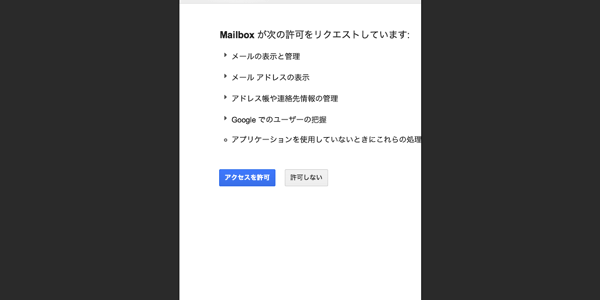 Mailbox が次の許可をリクエストしています:
メールの表示と管理
メール アドレスの表示
アドレス帳や連絡先情報の管理
Google でのユーザーの把握
アプリケーションを使用していないときにこれらの処理
アクセスを許可 許可しない